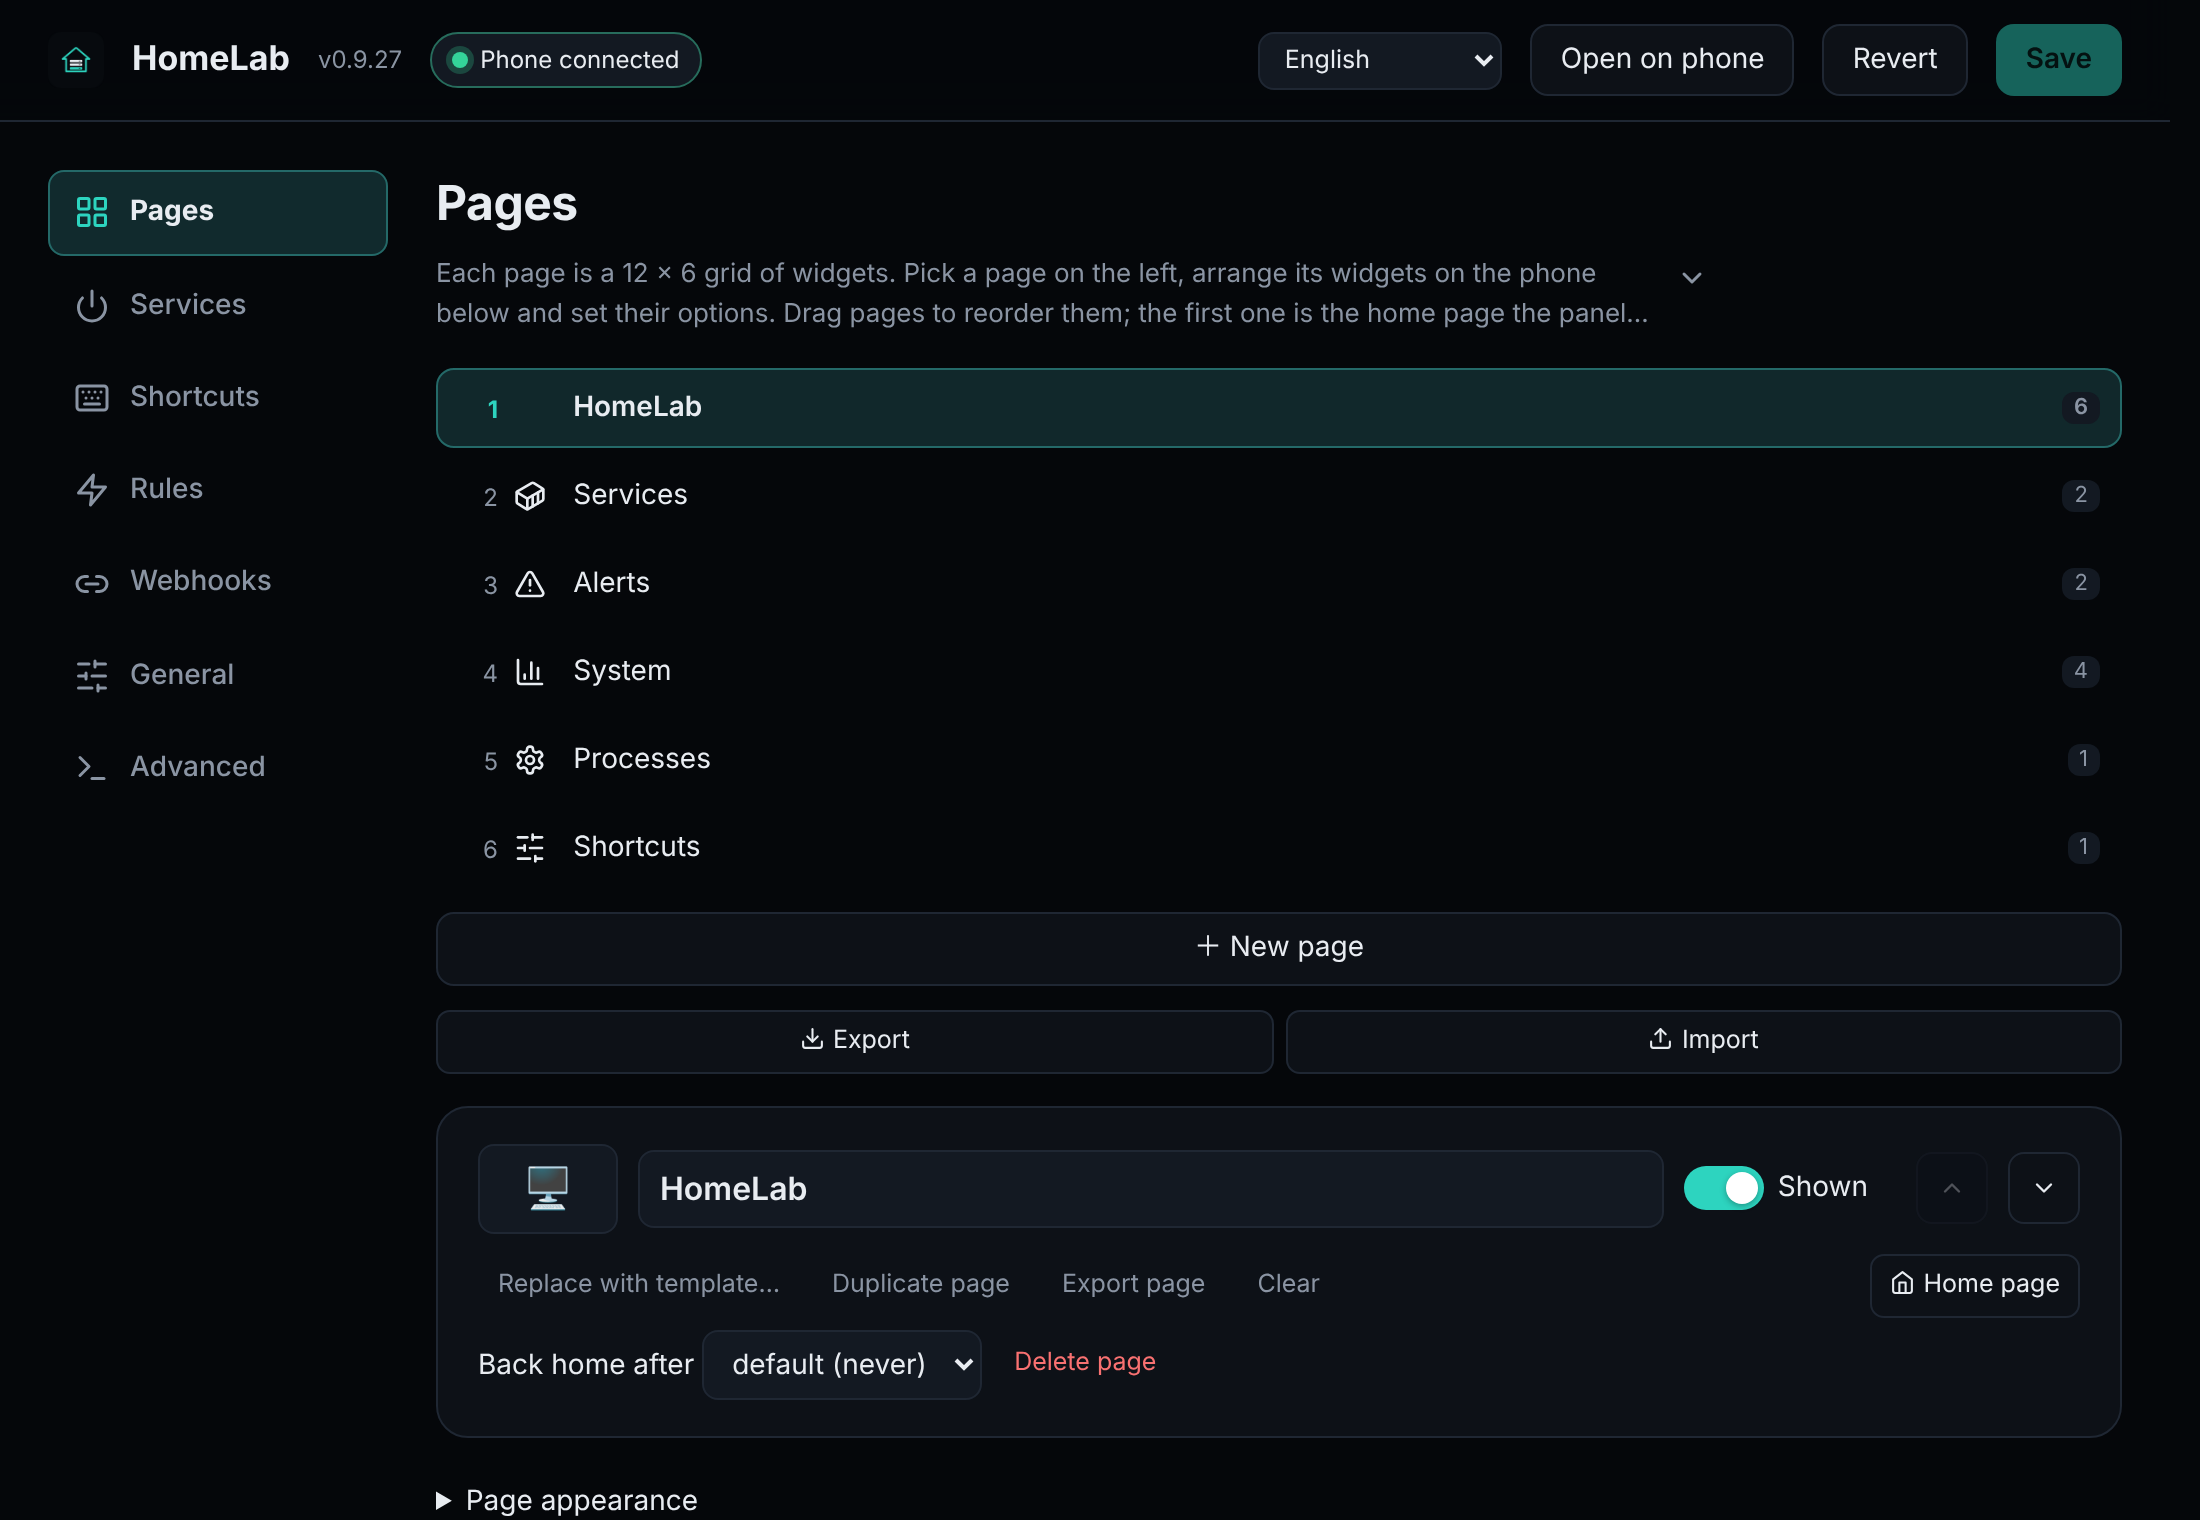 HomeLab v0.9.27 Phone connected English Open on phone Revert Save
Pages
Services
Shortcuts
Rules
Webhooks
General
Advanced
Pages
Each page is a 12 × 6 grid of widgets. Pick a page on the left, arrange its widgets on the phone
below and set their options. Drag pages to reorder them; the first one is the home page the panel...
1 HomeLab 6
2 Services 2
3 Alerts 2
4 System 4
5 Processes 1
6 Shortcuts 1
+ New page
Export Import
HomeLab Shown
Replace with template... Duplicate page Export page Clear Home page
Back home after default (never) Delete page
Page appearance